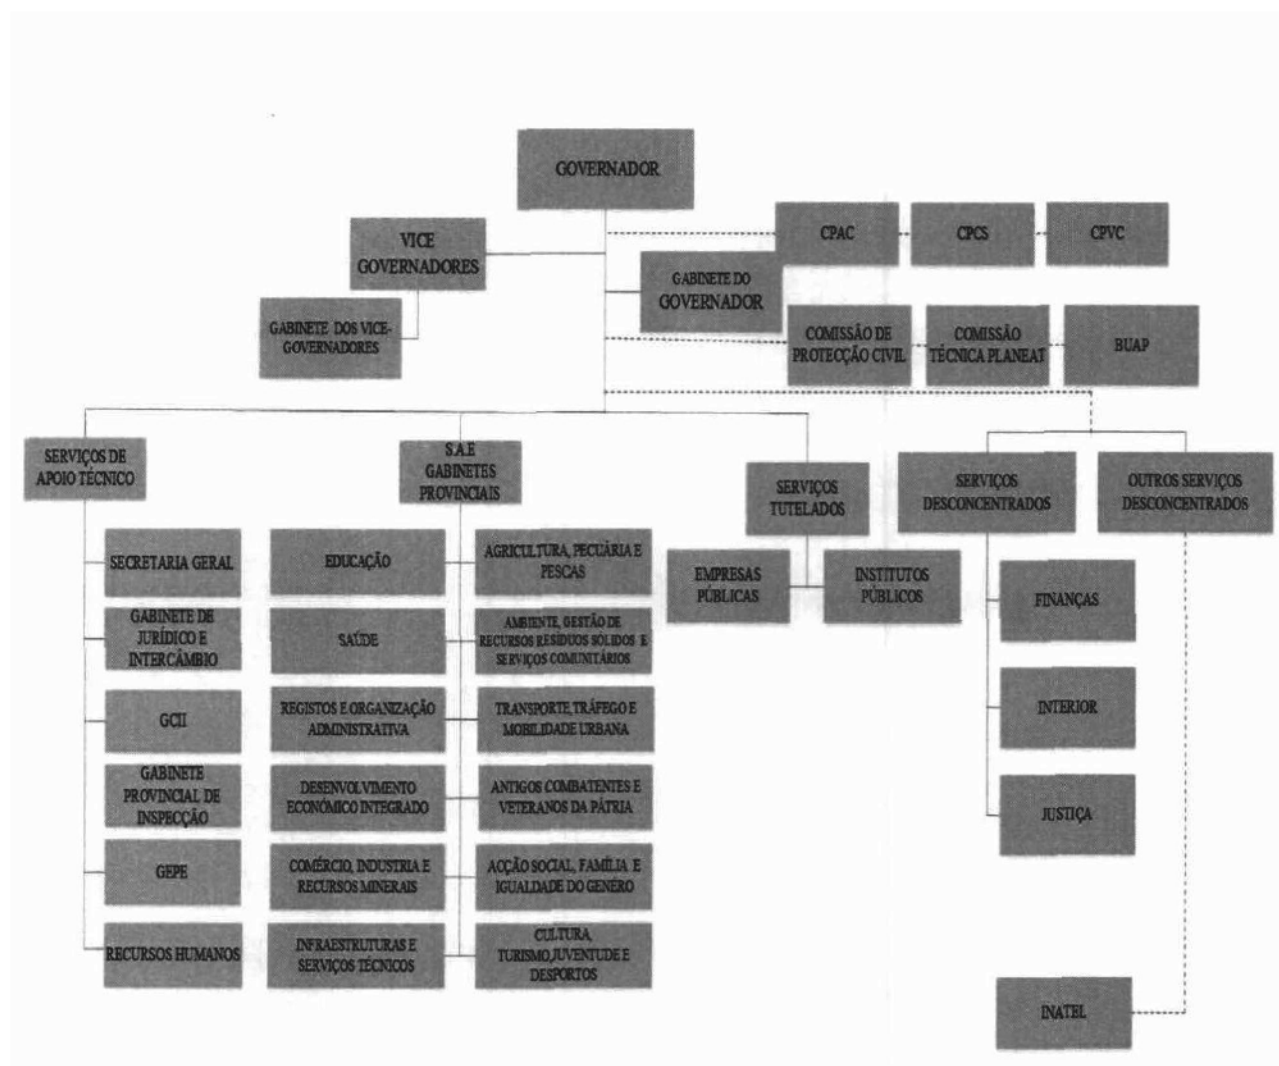 GOVERNADOR
VICE
GOVERNADORES
GABINETE DOS VICE-
GOVERNADORES
CPAC
CPCS
CPVC
GABINETE DO
GOVERNADOR
COMISSÃO DE
PROTECÇÃO CIVIL
COMISSÃO
TÉCNICA PLANEAT
BUAP
SERVIÇOS DE
APOIO TÉCNICO
S.A.E
GABINETES
PROVINCIAIS
SERVIÇOS
TUTELADOS
SERVIÇOS
DESCONCENTRADOS
OUTROS SERVIÇOS
DESCONCENTRADOS
SECRETARIA GERAL
GABINETE DE
JURÍDICO E
INTERCÂMBIO
GCII
GABINETE
PROVINCIAL DE
INSPECÇÃO
GEPE
RECURSOS HUMANOS
EDUCAÇÃO
SAÚDE
REGISTOS E ORGANIZAÇÃO
ADMINISTRATIVA
DESENVOLVIMENTO
ECONÓMICO INTEGRADO
COMÉRCIO, INDUSTRIA E
RECURSOS MINERAIS
INFRAESTRUTURAS E
SERVIÇOS TÉCNICOS
AGRICULTURA, PECUÁRIA E
PESCAS
AMBIENTE, GESTÃO DE
RECURSOS RESÍDUOS SÓLIDOS E
SERVIÇOS COMUNITÁRIOS
TRANSPORTE,TRÁFEGO E
MOBILIDADE URBANA
ANTIGOS COMBATENTES E
VETERANOS DA PÁTRIA
ACÇÃO SOCIAL, FAMÍLIA E
IGUALDADE DO GENÉRO
CULTURA,
TURISMO,JUVENTUDE E
DESPORTOS
EMPRESAS
PÚBLICAS
INSTITUTOS
PÚBLICOS
FINANÇAS
INTERIOR
JUSTIÇA
INATEL